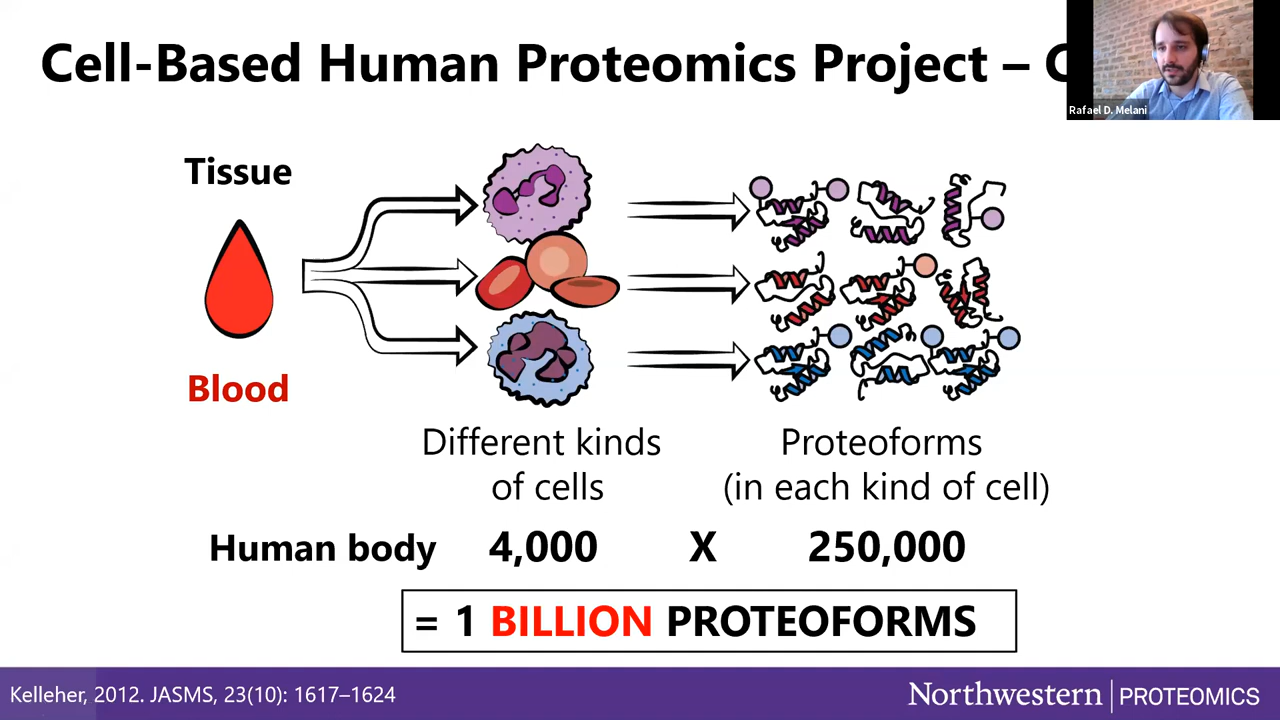 Cell-Based Human Proteomics Project –
Rafael D. Melani
Tissue
Blood
Different kinds
of cells
Proteoforms
(in each kind of cell)
Human body 4,000 X 250,000
= 1 BILLION PROTEOFORMS
Kelleher, 2012. JASMS, 23(10): 1617–1624
Northwestern | PROTEOMICS